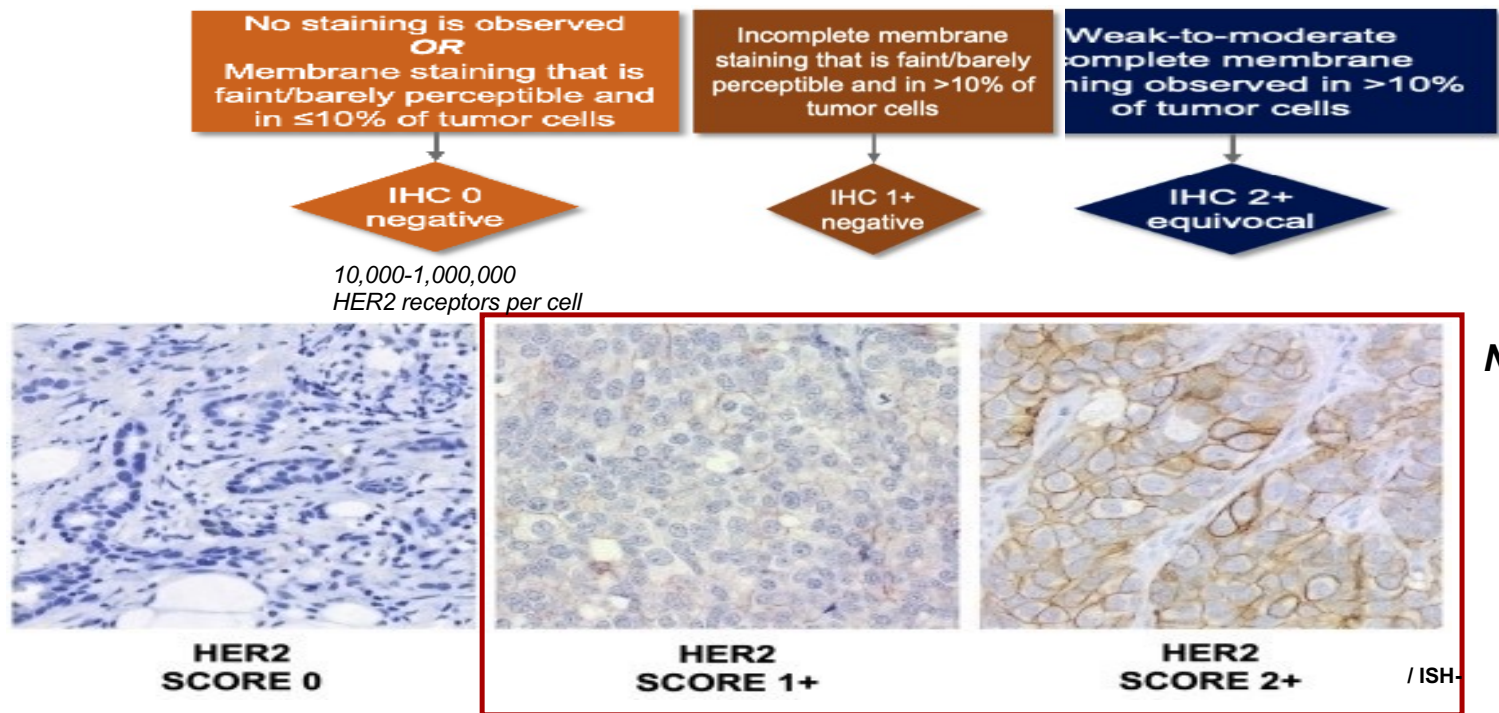 No staining is observed
OR
Membrane staining that is
faint/barely perceptible and
in ≤10% of tumor cells
Incomplete membrane
staining that is faint/barely
perceptible and in >10% of
tumor cells
Weak-to-moderate
complete membrane
ning observed in >10%
of tumor cells
IHC 0
negative
IHC 1+
negative
IHC 2+
equivocal
10,000-1,000,000
HER2 receptors per cell
N
HER2
SCORE 0
HER2
SCORE 1+
HER2
SCORE 2+
/ ISH-